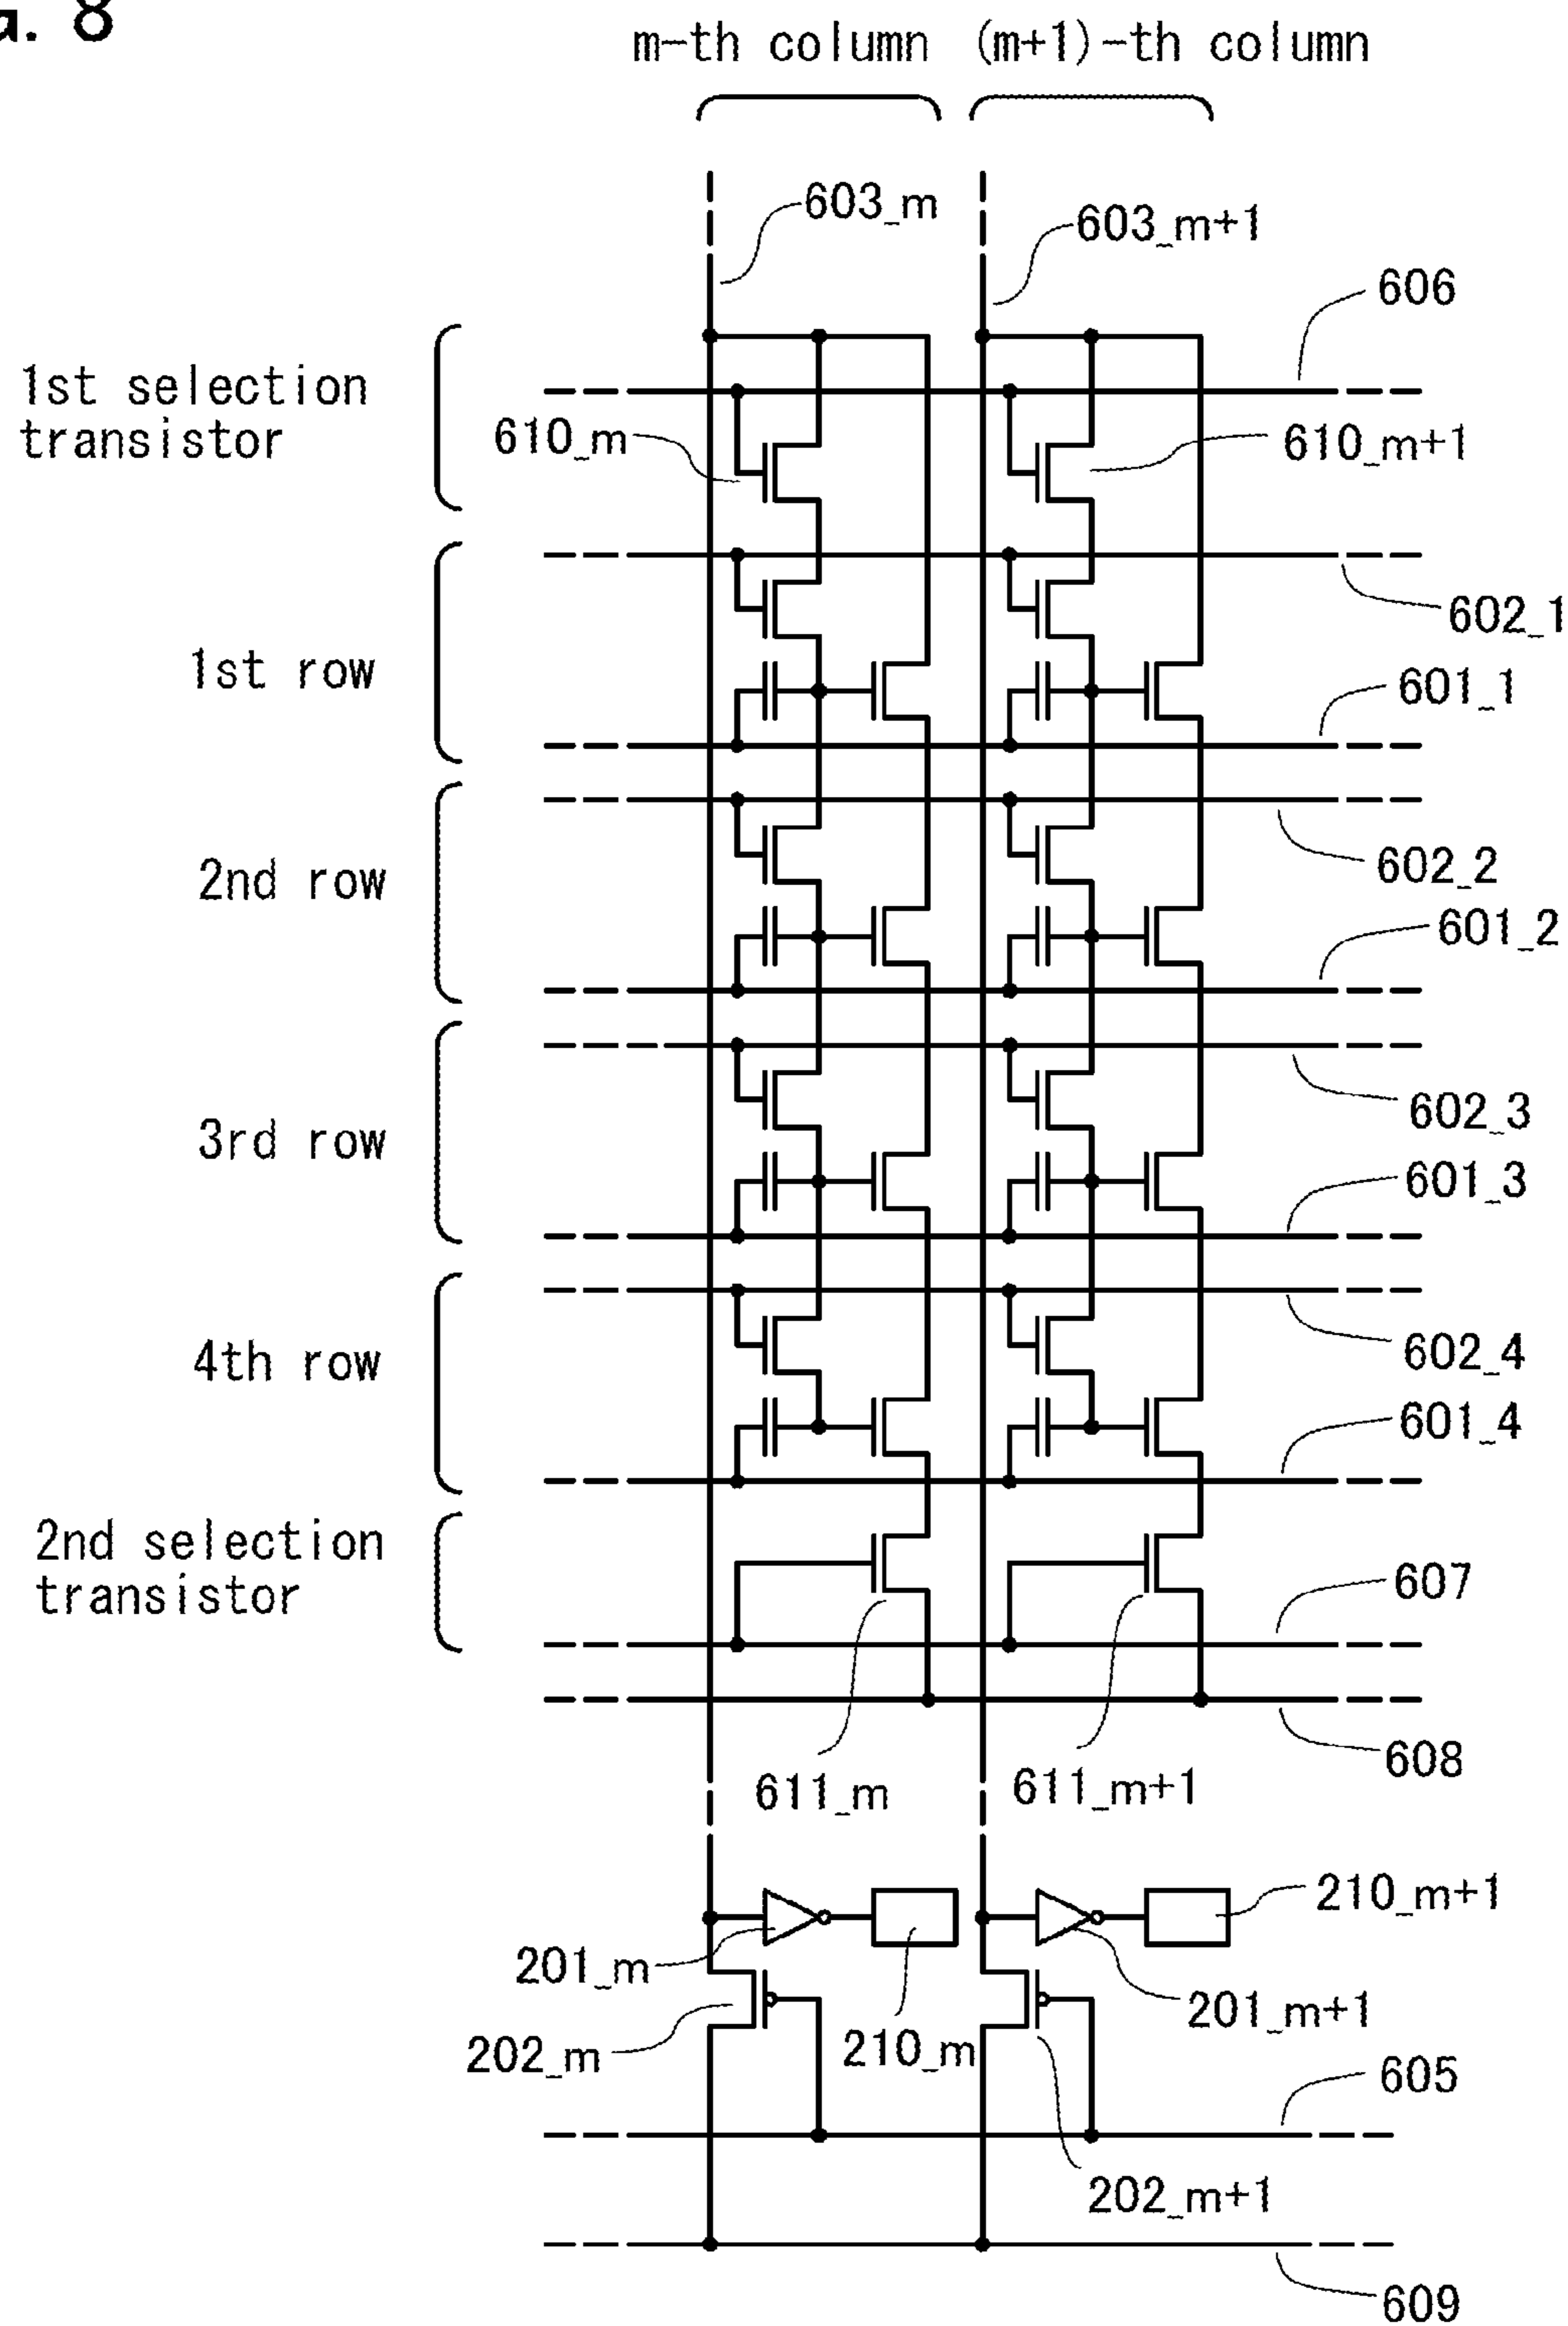 8
m-th column (m+1)-th column
603_m
603_m+1
606
1st selection
transistor
610_m
610_m+1
602_1
1st row
601_1
2nd row
602_2
601_2
602_3
3rd row
601_3
602_4
4th row
601_4
2nd selection
transistor
607
608
611_m
611_m+1
210_m+1
201_m
201_m+1
202_m
210_m
605
202_m+1
609